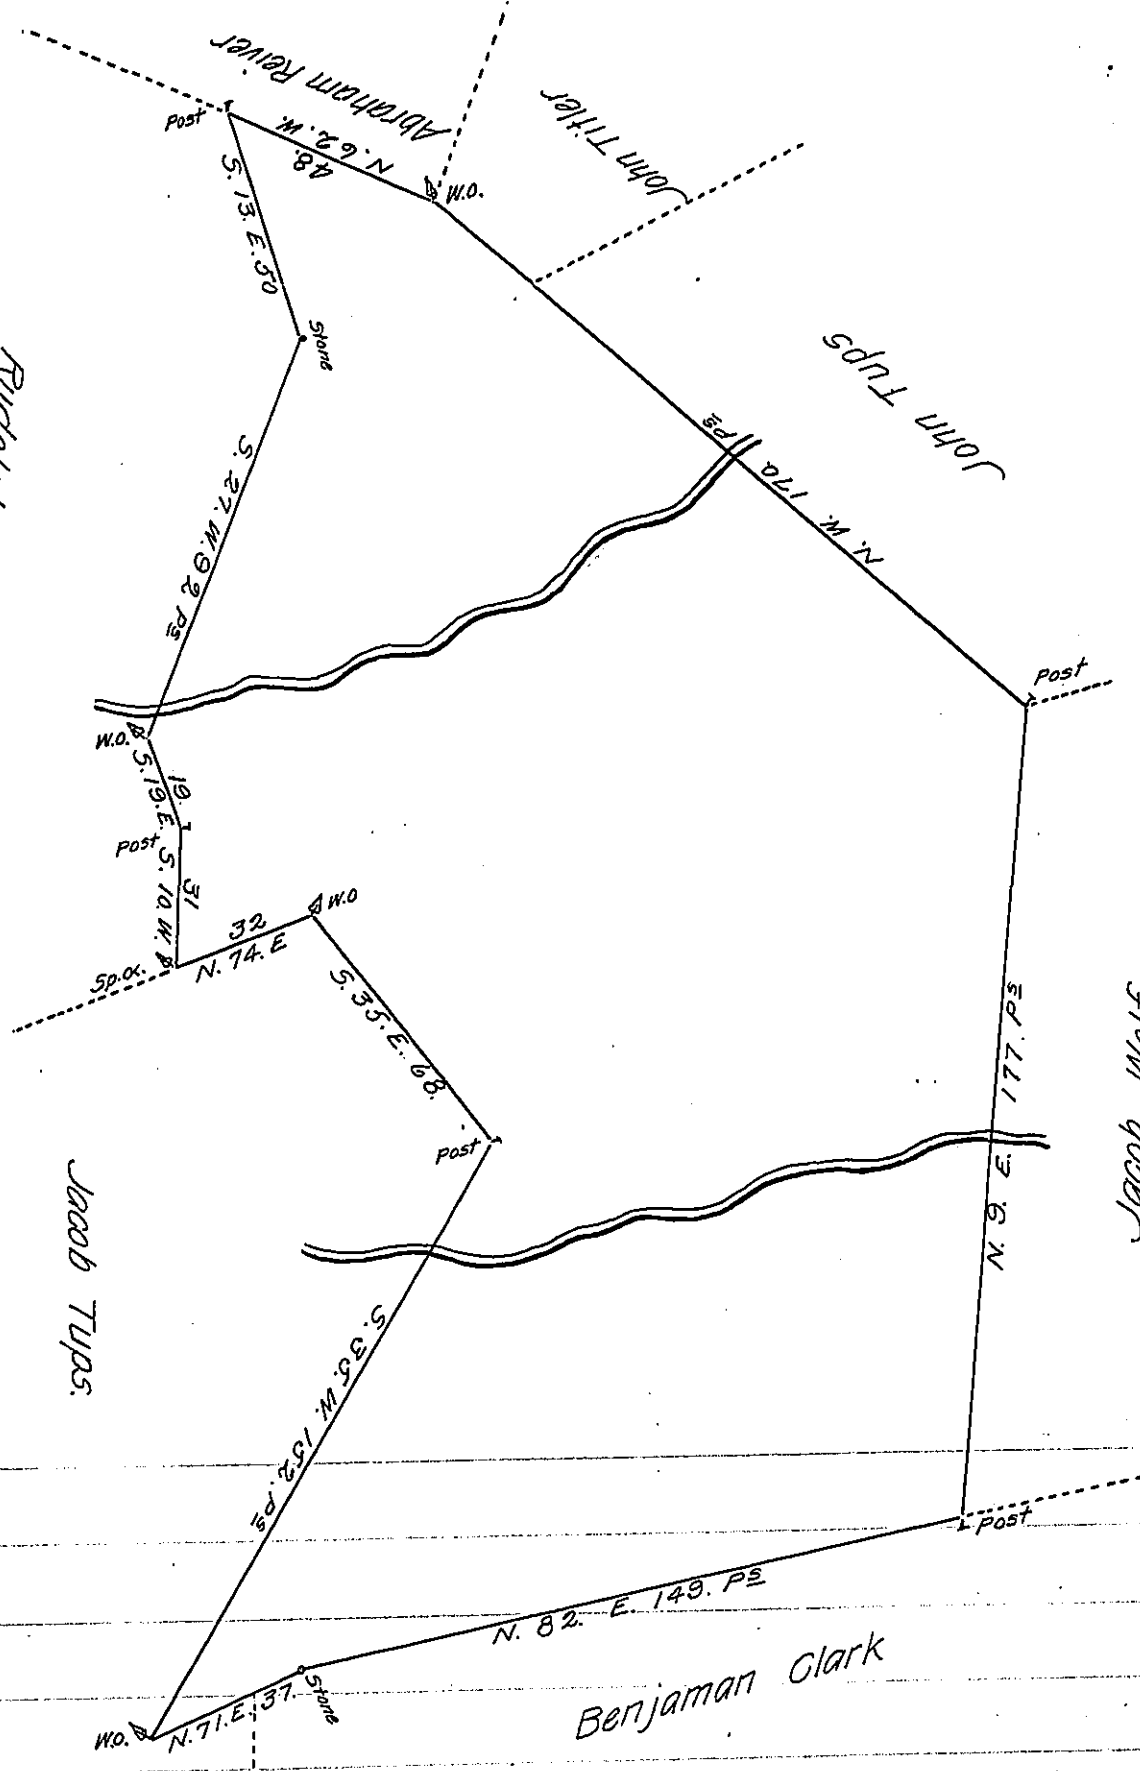 Abraham Reiver
John Titler
Post
N. 62. W.
48.
W.O.
S. 13. E. 50
Stone
John Tups
S. 27. W. 92 Ps
N. W. 170
Ps
Post
W.O.
19.
S. 19. E.
Post
31
S. 10. W.
Sp.o.
32
N. 74. E
W.O
S. 35. E. 68.
Post
N. 9. E. 177. Ps
Jacob Tups.
S. 35. W. 152. Ps
Post
N. 82. E. 149. Ps
Stone
N. 71. E. 37.
W.O.
Benjaman Clark